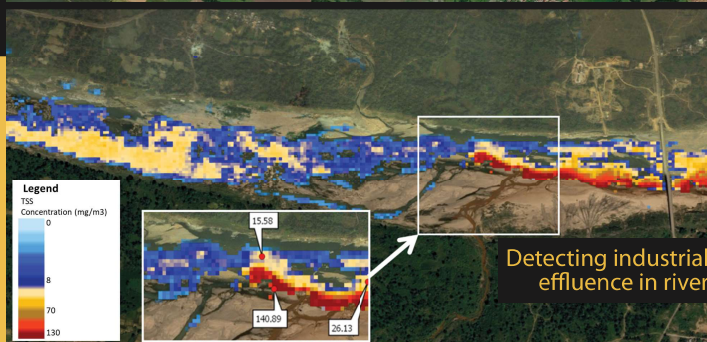 Legend
TSS
Concentration (mg/m3)
0
8
70
130
15.58
140.89
26.13
Detecting industrial
effluence in river